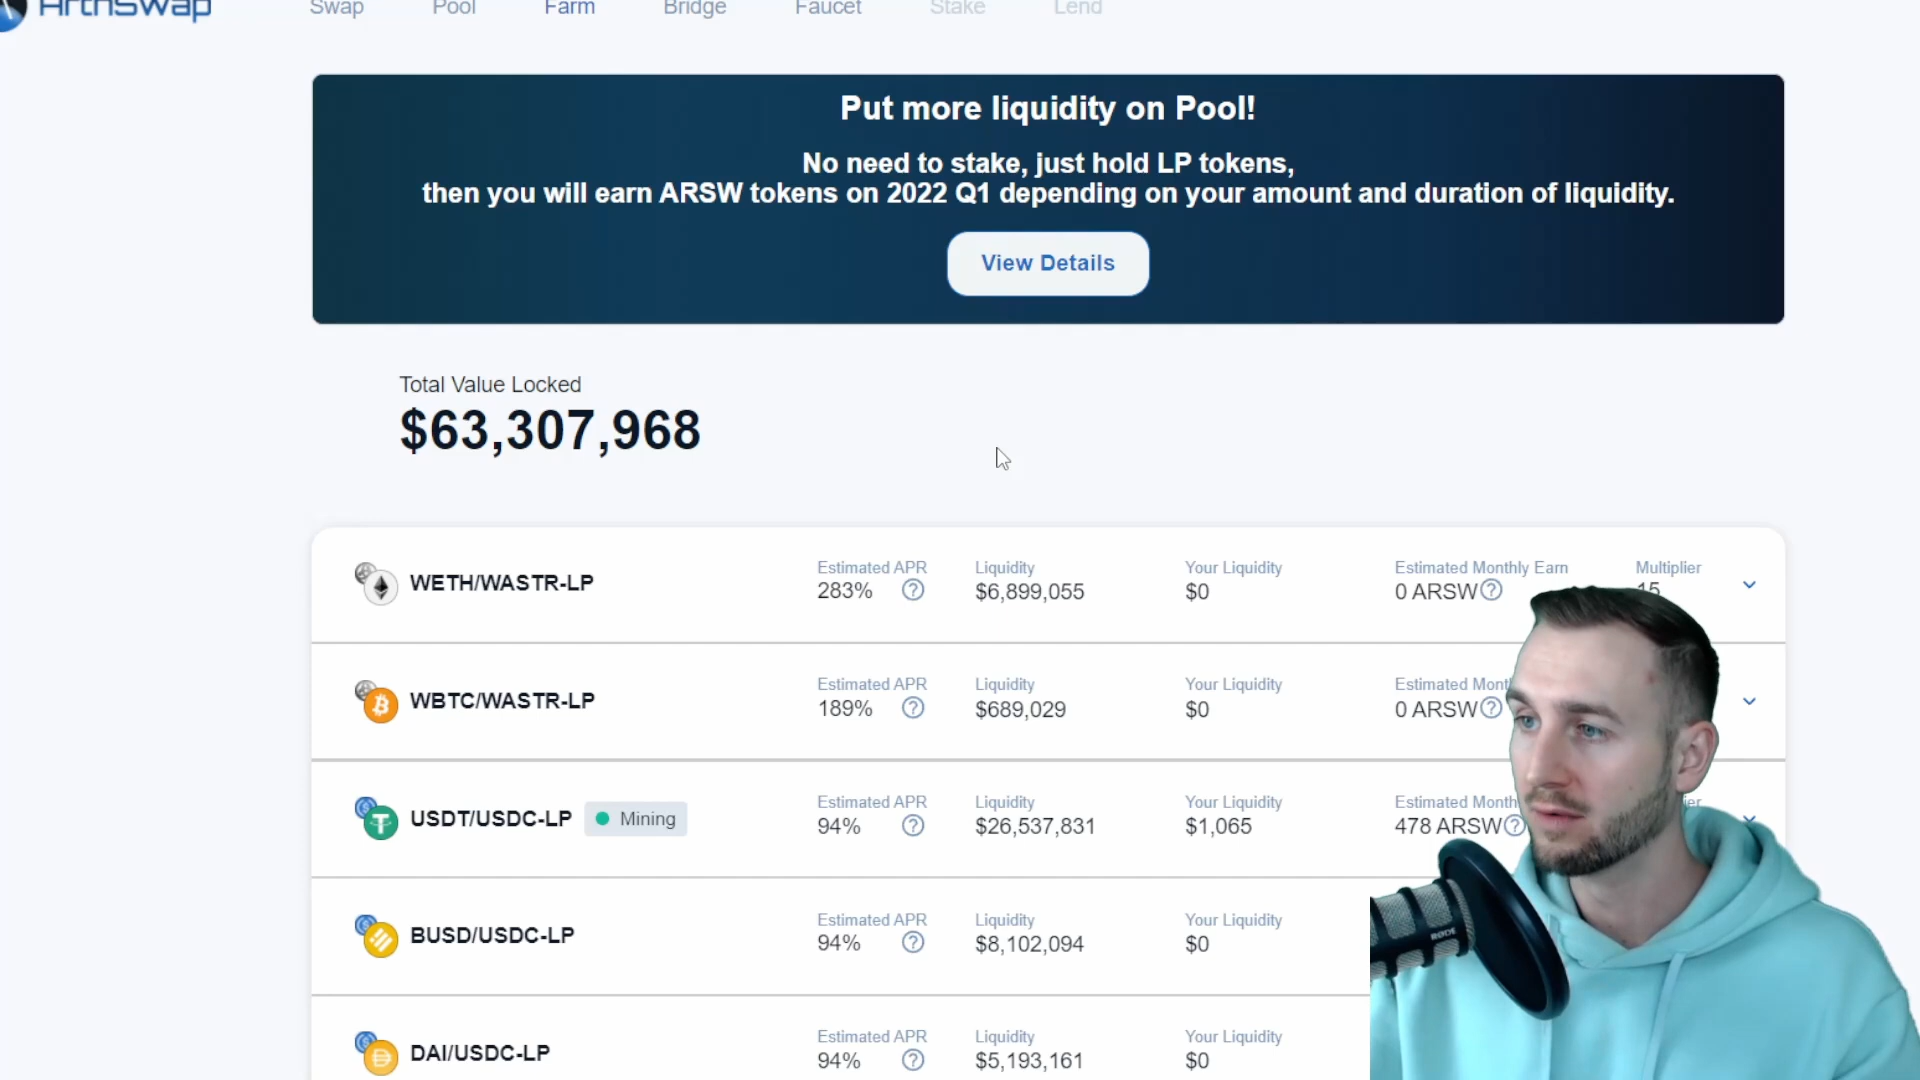 ArthSwap
Swap Pool Farm Bridge Faucet Stake Lend
Put more liquidity on Pool!
No need to stake, just hold LP tokens,
then you will earn ARSW tokens on 2022 Q1 depending on your amount and duration of liquidity.
View Details
Total Value Locked
$63,307,968
Estimated APR Liquidity Your Liquidity Estimated Monthly Earn Multiplier
WETH/WASTR-LP 283% ? $6,899,055 $0 0 ARSW ? 15
Estimated APR Liquidity Your Liquidity Estimated
WBTC/WASTR-LP 189% ? $689,029 $0 0 ARSW ?
Estimated APR Liquidity Your Liquidity Estimated
USDT/USDC-LP Mining 94% ? $26,537,831 $1,065 478 ARSW ?
Estimated APR Liquidity Your Liquidity
BUSD/USDC-LP 94% ? $8,102,094 $0
RØDE
Estimated APR Liquidity Your Liquidity
DAI/USDC-LP 94% ? $5,193,161 $0